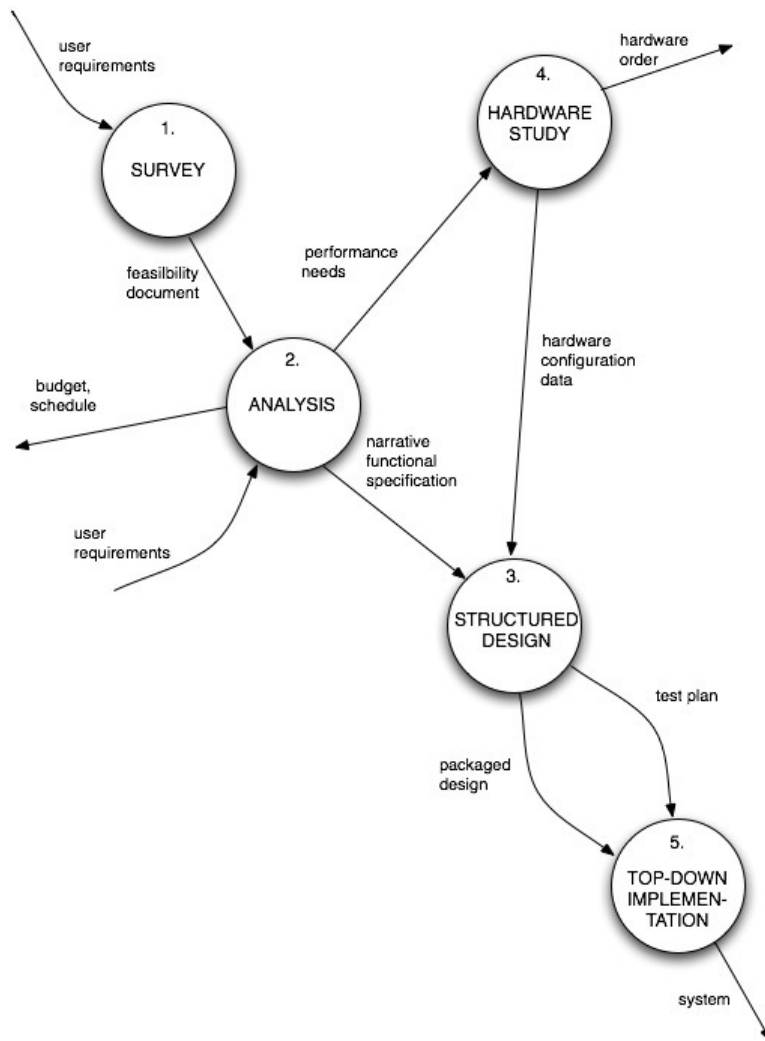 user
requirements
1.
SURVEY
feasilbility
document
4.
HARDWARE
STUDY
hardware
order
performance
needs
2.
ANALYSIS
budget,
schedule
user
requirements
narrative
functional
specification
hardware
configuration
data
3.
STRUCTURED
DESIGN
test plan
packaged
design
5.
TOP-DOWN
IMPLEMEN-
TATION
system